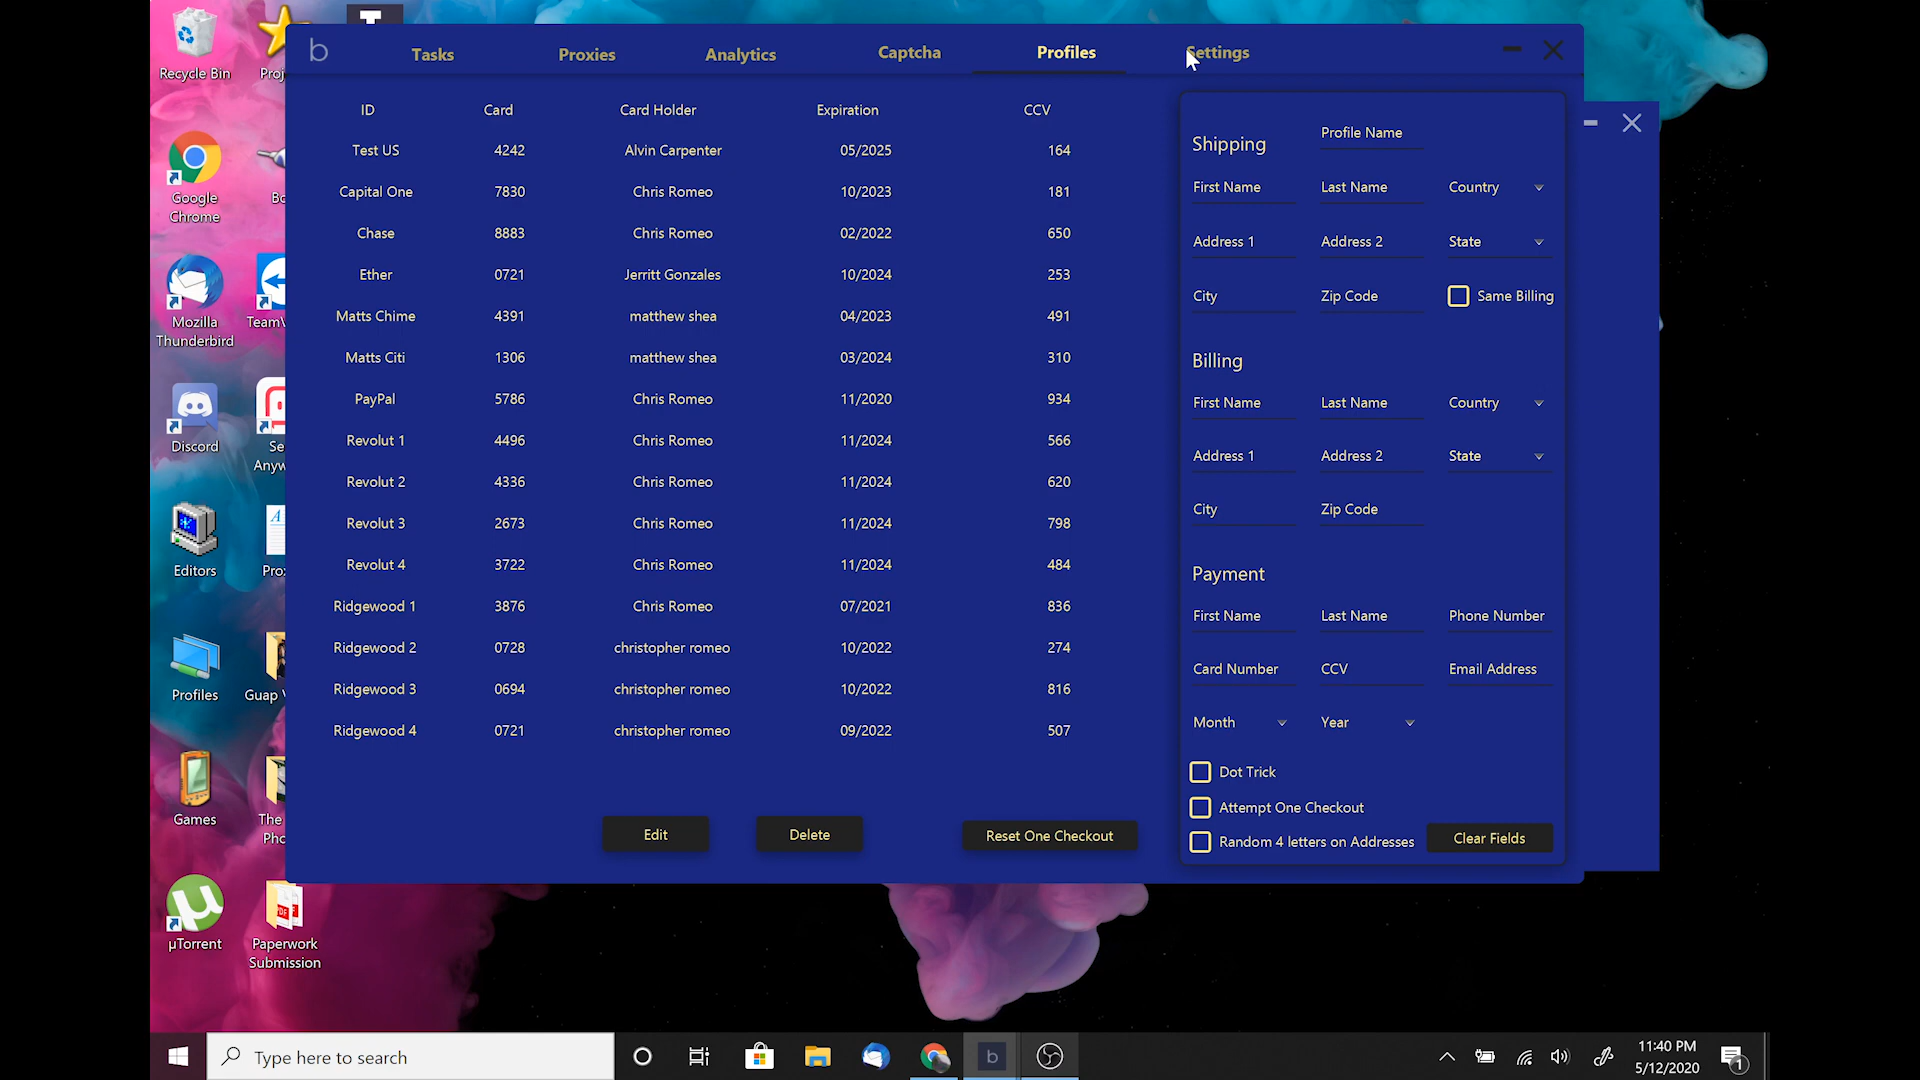 b Tasks Proxies Analytics Captcha Profiles Settings
ID Card Card Holder Expiration CCV
Test US 4242 Alvin Carpenter 05/2025 164
Capital One 7830 Chris Romeo 10/2023 181
Chase 8883 Chris Romeo 02/2022 650
Ether 0721 Jerritt Gonzales 10/2024 253
Matts Chime 4391 matthew shea 04/2023 491
Matts Citi 1306 matthew shea 03/2024 310
PayPal 5786 Chris Romeo 11/2020 934
Revolut 1 4496 Chris Romeo 11/2024 566
Revolut 2 4336 Chris Romeo 11/2024 620
Revolut 3 2673 Chris Romeo 11/2024 798
Revolut 4 3722 Chris Romeo 11/2024 484
Ridgewood 1 3876 Chris Romeo 07/2021 836
Ridgewood 2 0728 christopher romeo 10/2022 274
Ridgewood 3 0694 christopher romeo 10/2022 816
Ridgewood 4 0721 christopher romeo 09/2022 507
Edit Delete Reset One Checkout
Shipping Profile Name
First Name Last Name Country
Address 1 Address 2 State
City Zip Code Same Billing
Billing
First Name Last Name Country
Address 1 Address 2 State
City Zip Code
Payment
First Name Last Name Phone Number
Card Number CCV Email Address
Month Year
Dot Trick
Attempt One Checkout
Random 4 letters on Addresses Clear Fields
Recycle Bin
Google
Chrome
Mozilla
Thunderbird
Discord
Editors
Profiles
Guap
Games
The
µTorrent
Paperwork
Submission
PDF
Type here to search
b
11:40 PM
5/12/2020
1